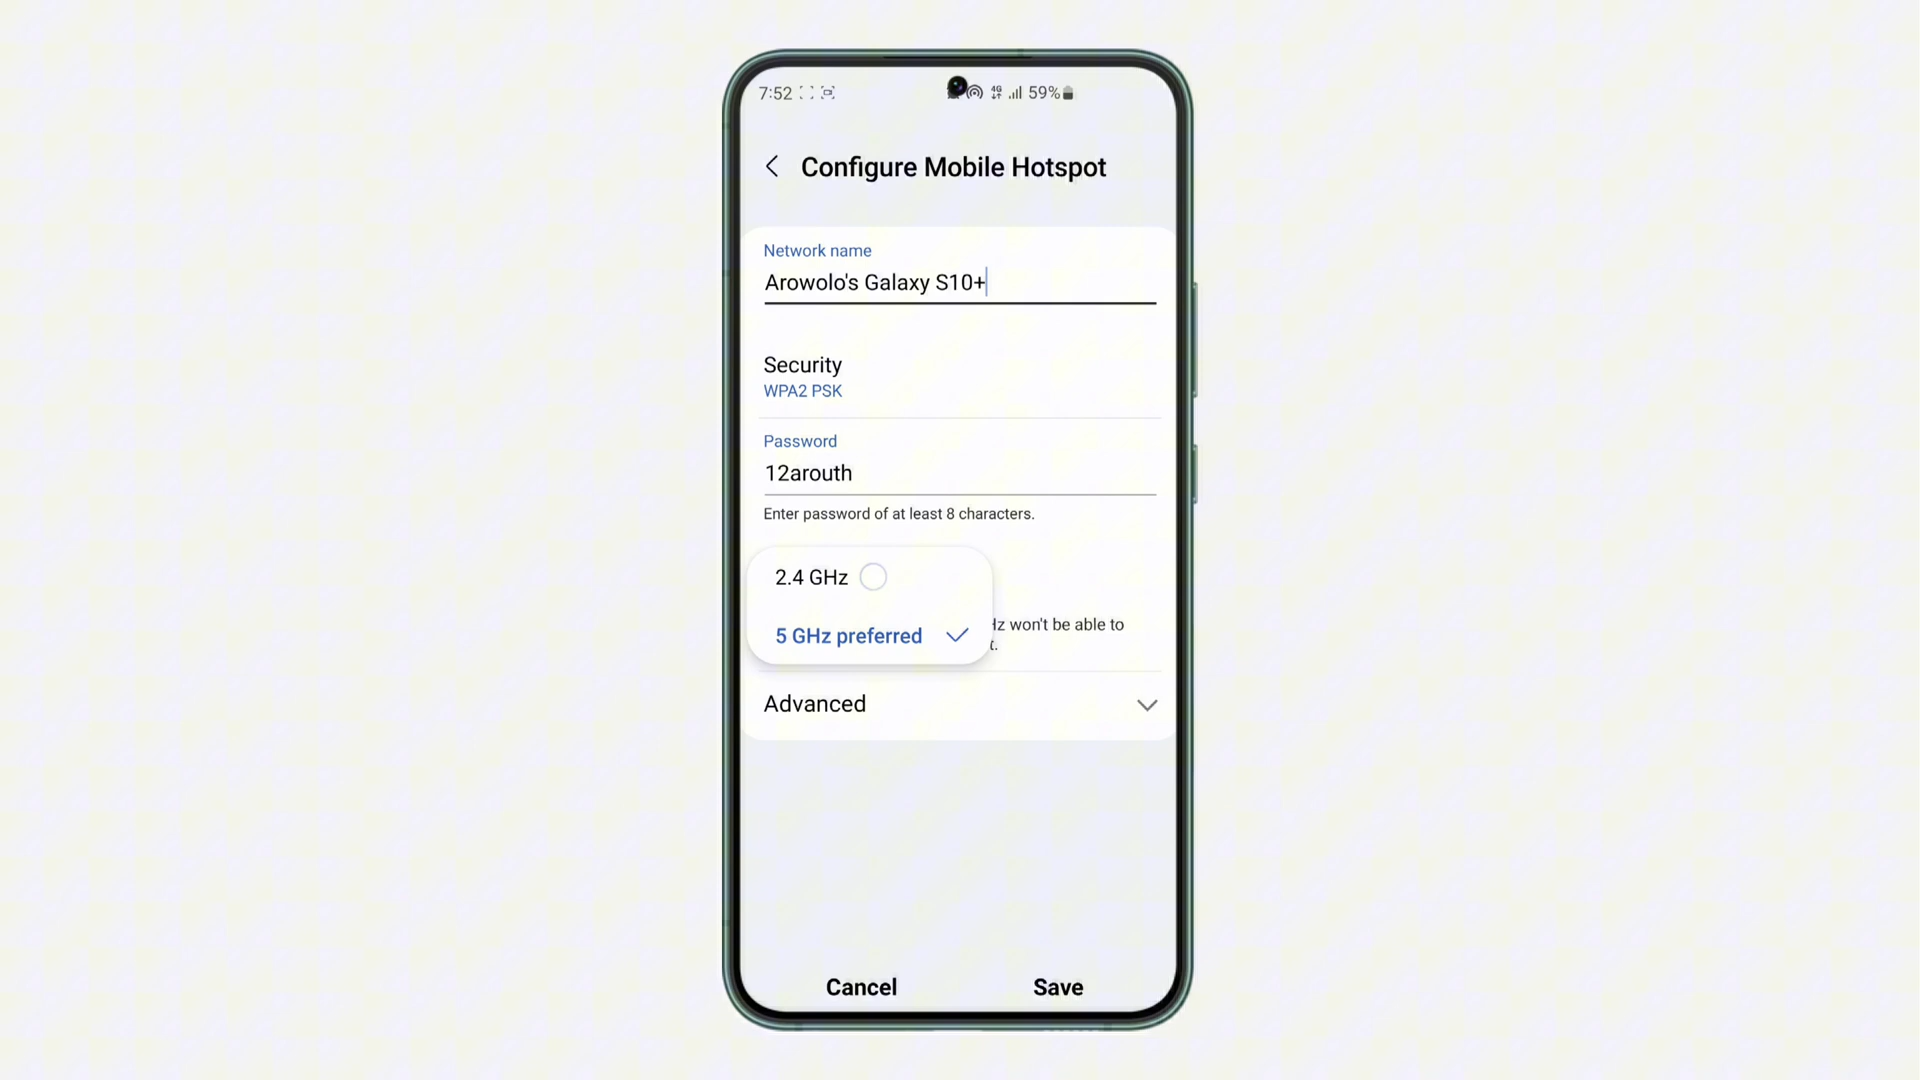 7:52 4G 59%
Configure Mobile Hotspot
Network name
Arowolo's Galaxy S10+
Security
WPA2 PSK
Password
12arouth
Enter password of at least 8 characters.
2.4 GHz
5 GHz preferred
Hz won't be able to
t.
Advanced
Cancel Save